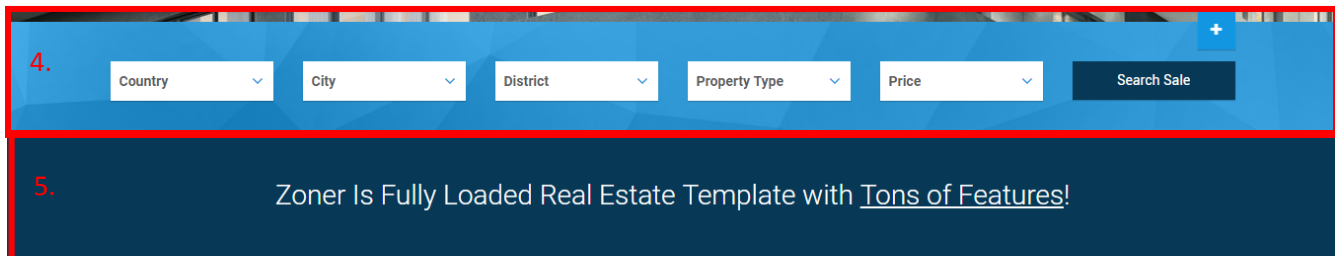 +
4.
Country City District Property Type Price Search Sale
5.
Zoner Is Fully Loaded Real Estate Template with Tons of Features!